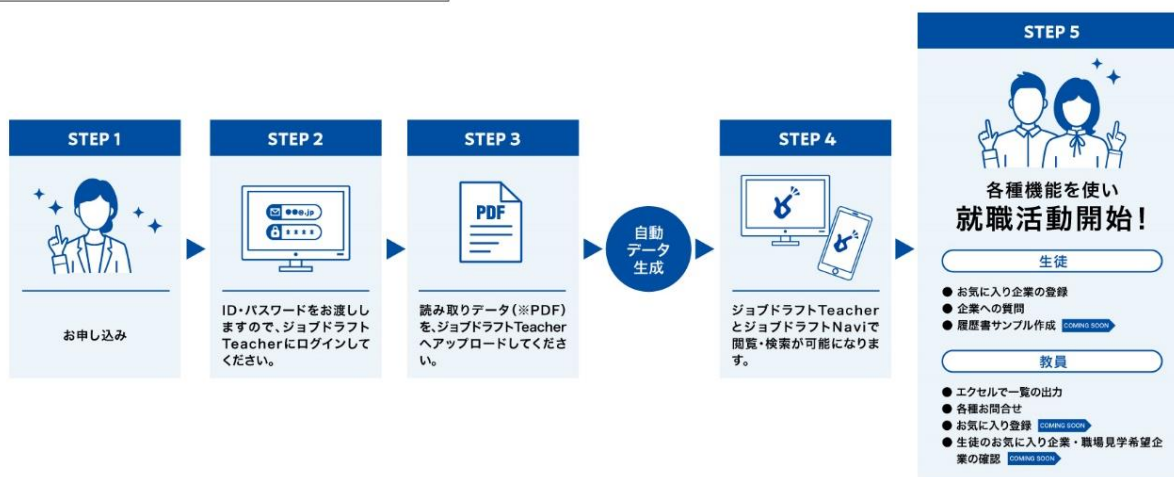 STEP 1
お申し込み
STEP 2
●●●.jp
ID・パスワードをお渡しし
ますので、ジョブドラフト
Teacherにログインして
ください。
STEP 3
PDF
読み取りデータ(※PDF)
を、ジョブドラフトTeacher
へアップロードしてくださ
い。
自動
データ
生成
STEP 4
ジョブドラフトTeacher
とジョブドラフトNaviで
閲覧・検索が可能になりま
す。
STEP 5
各種機能を使い
就職活動開始!
生徒
● お気に入り企業の登録
● 企業への質問
● 履歴書サンプル作成 COMING SOON
教員
● エクセルで一覧の出力
● 各種お問合せ
● お気に入り登録 COMING SOON
● 生徒のお気に入り企業・職場見学希望企
業の確認 COMING SOON